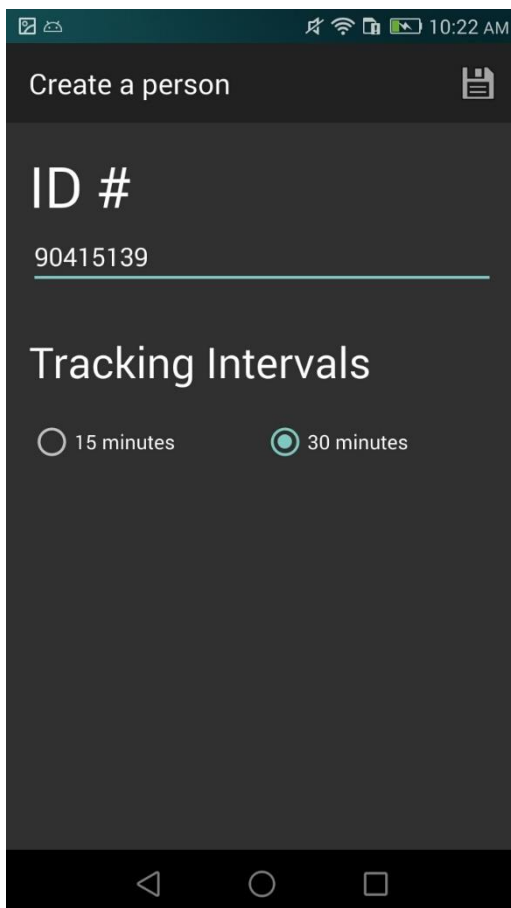 10:22 AM
Create a person
ID #
90415139
Tracking Intervals
15 minutes
30 minutes